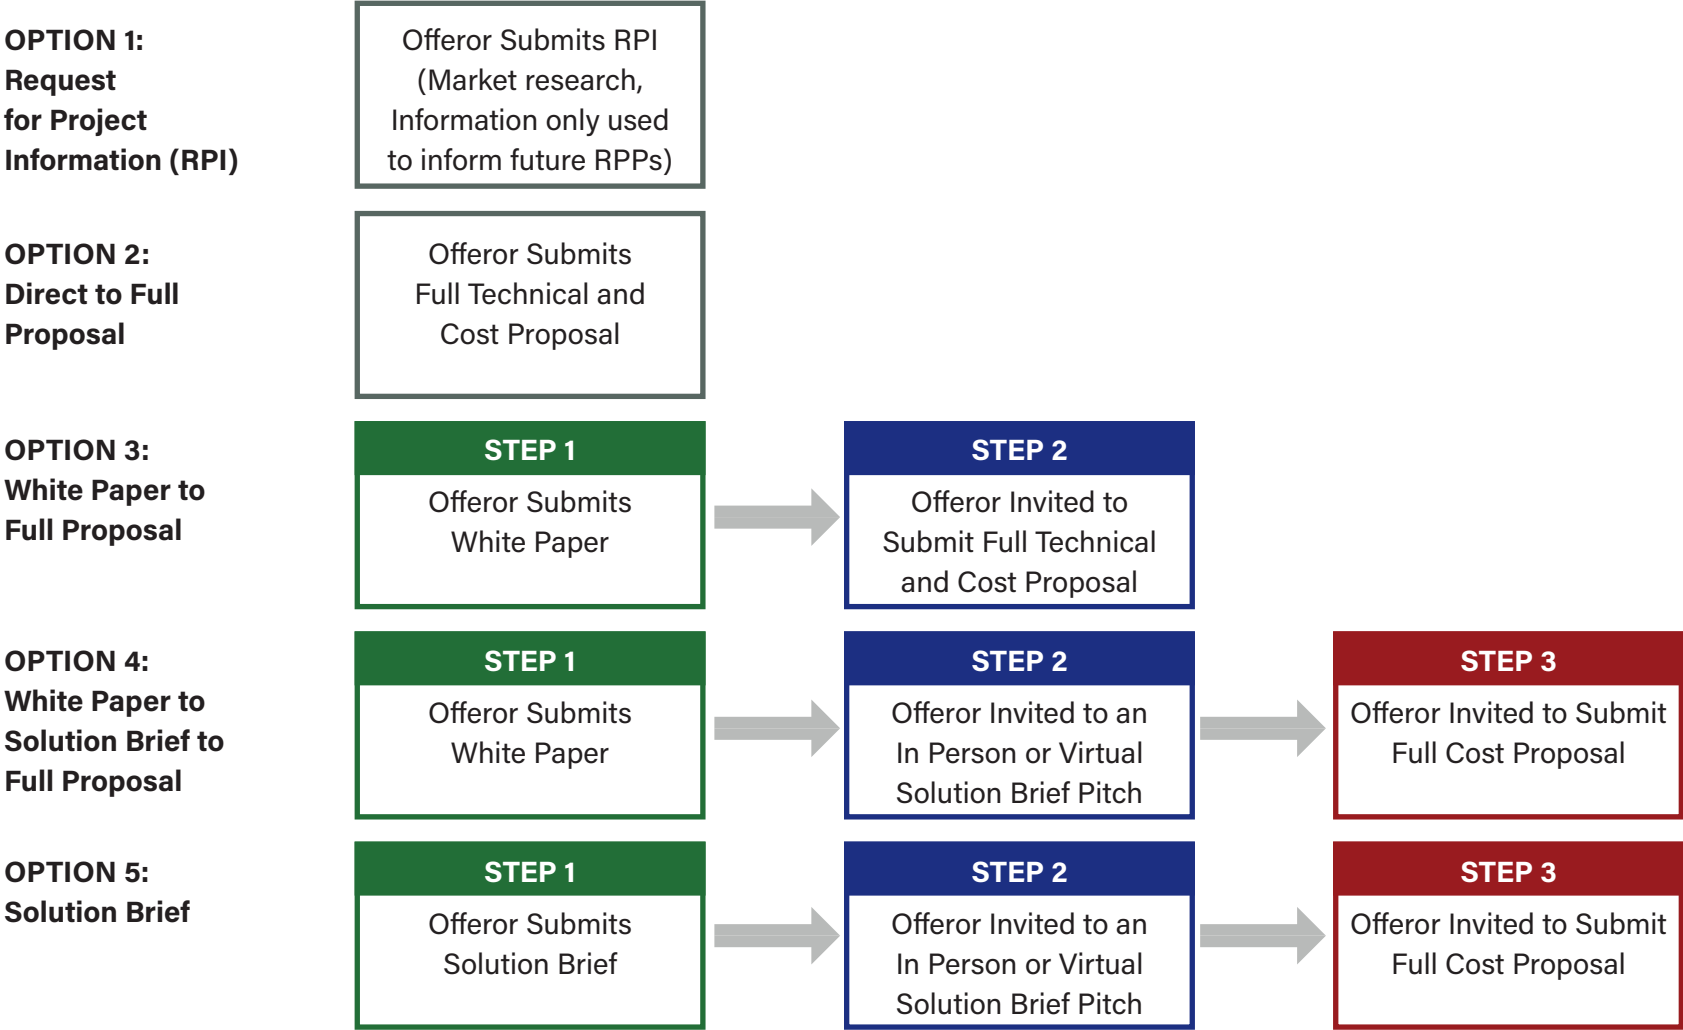 OPTION 1:
Request
for Project
Information (RPI)
Offeror Submits RPI
(Market research,
Information only used
to inform future RPPs)
OPTION 2:
Direct to Full
Proposal
Offeror Submits
Full Technical and
Cost Proposal
OPTION 3:
White Paper to
Full Proposal
STEP 1
Offeror Submits
White Paper
STEP 2
Offeror Invited to
Submit Full Technical
and Cost Proposal
OPTION 4:
White Paper to
Solution Brief to
Full Proposal
STEP 1
Offeror Submits
White Paper
STEP 2
Offeror Invited to an
In Person or Virtual
Solution Brief Pitch
STEP 3
Offeror Invited to Submit
Full Cost Proposal
OPTION 5:
Solution Brief
STEP 1
Offeror Submits
Solution Brief
STEP 2
Offeror Invited to an
In Person or Virtual
Solution Brief Pitch
STEP 3
Offeror Invited to Submit
Full Cost Proposal